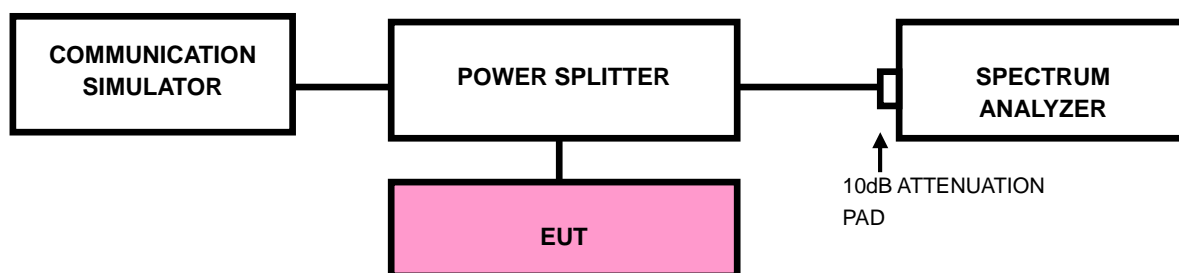 COMMUNICATION
SIMULATOR
POWER SPLITTER
SPECTRUM
ANALYZER
10dB ATTENUATION
PAD
EUT